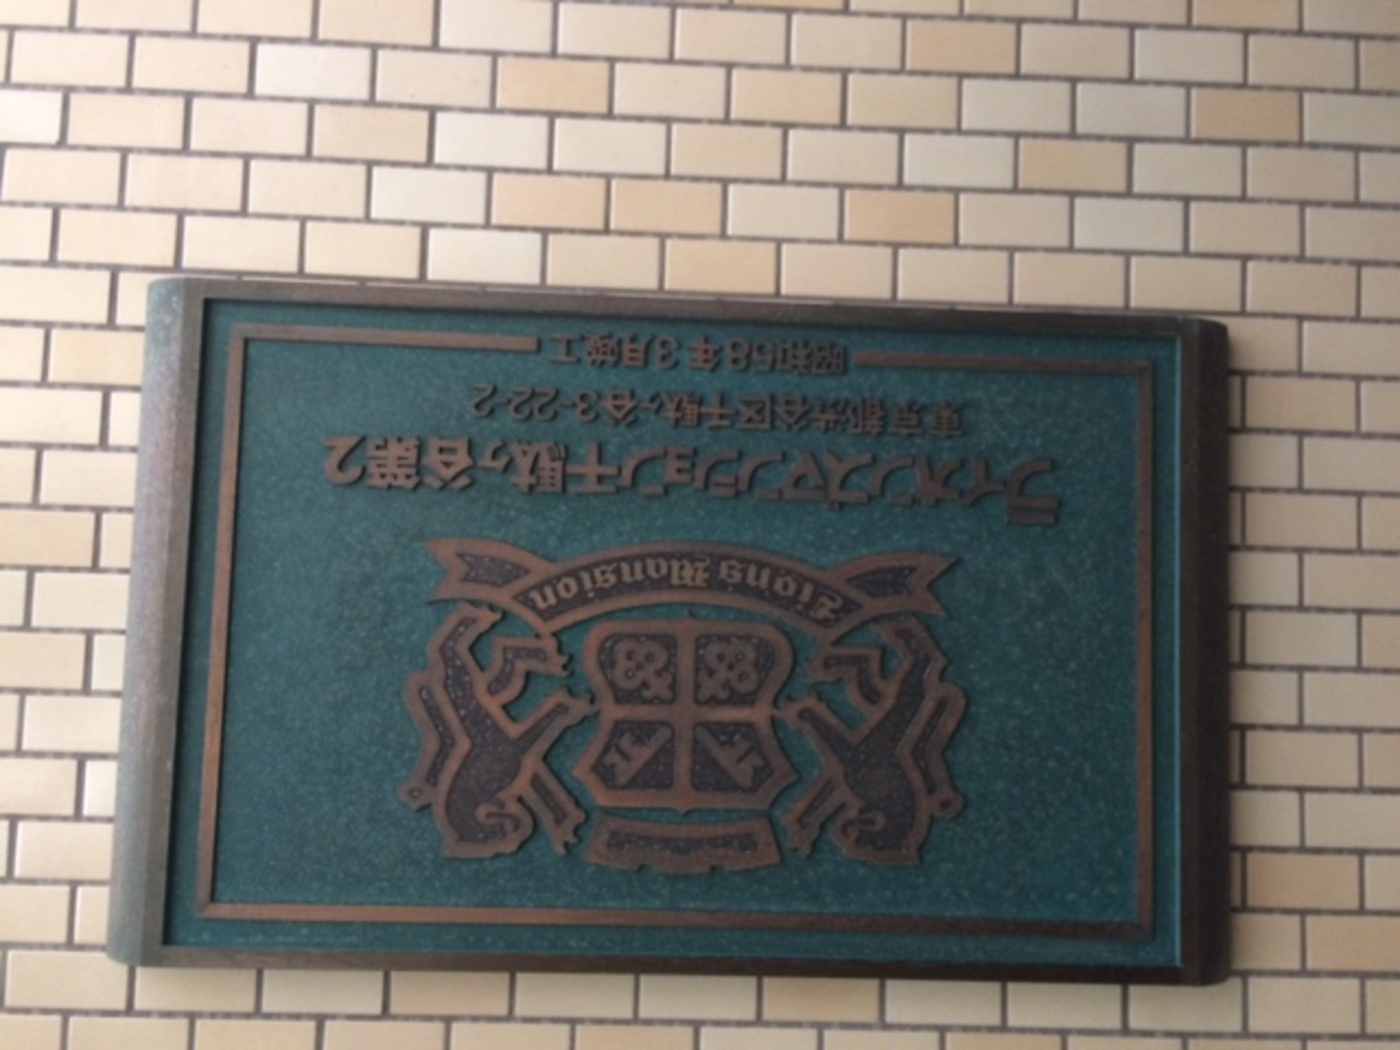 Lions Mansion
ライオンズマンション千駄ヶ谷第2
東京都渋谷区千駄ヶ谷3-22-2
昭和58年3月竣工